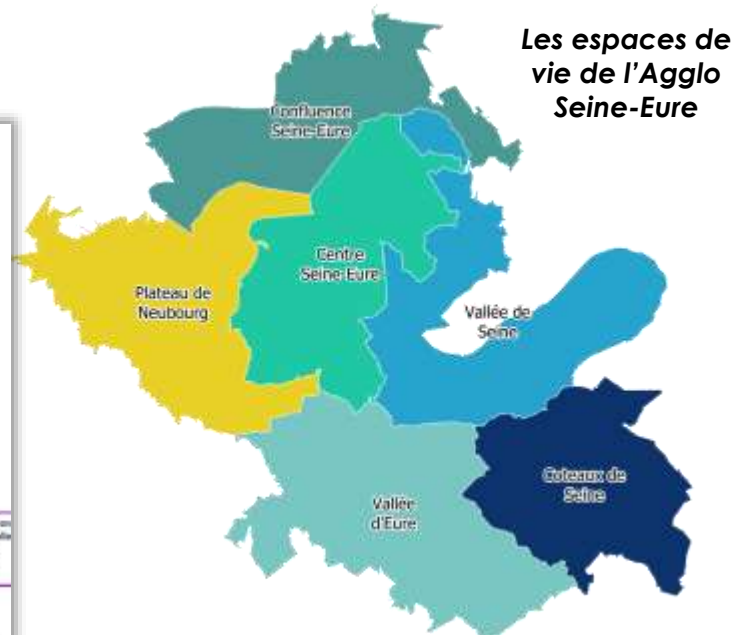 Les espaces de
vie de l'Agglo
Seine-Eure
Confluence
Seine-Eure
Centre
Seine-Eure
Plateau de
Neubourg
Vallée de
Seine
Coteaux de
Seine
Vallée
d'Eure